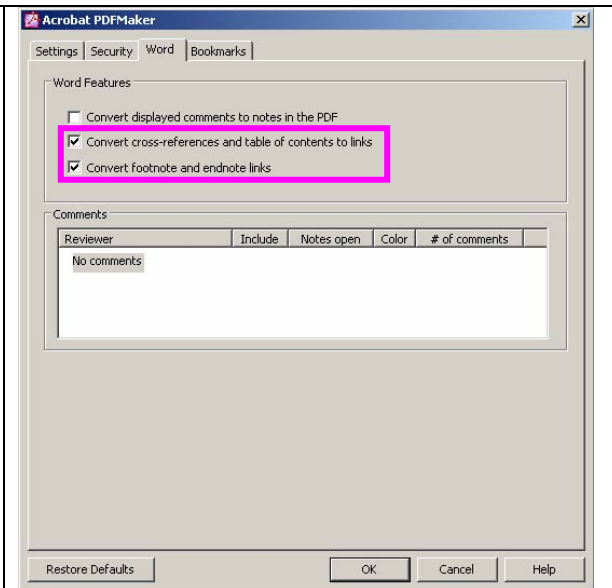 Acrobat PDFMaker
Settings Security Word Bookmarks
Word Features
Convert displayed comments to notes in the PDF
Convert cross-references and table of contents to links
Convert footnote and endnote links
Comments
Reviewer Include Notes open Color # of comments
No comments
Restore Defaults OK Cancel Help